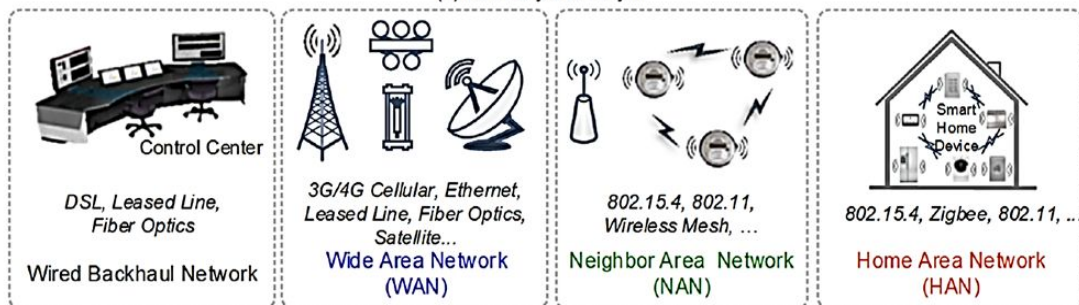 Control Center
DSL, Leased Line,
Fiber Optics
Wired Backhaul Network
3G/4G Cellular, Ethernet,
Leased Line, Fiber Optics,
Satellite...
Wide Area Network
(WAN)
802.15.4, 802.11,
Wireless Mesh, ...
Neighbor Area Network
(NAN)
Smart
Home
Device
802.15.4, Zigbee, 802.11, ...
Home Area Network
(HAN)